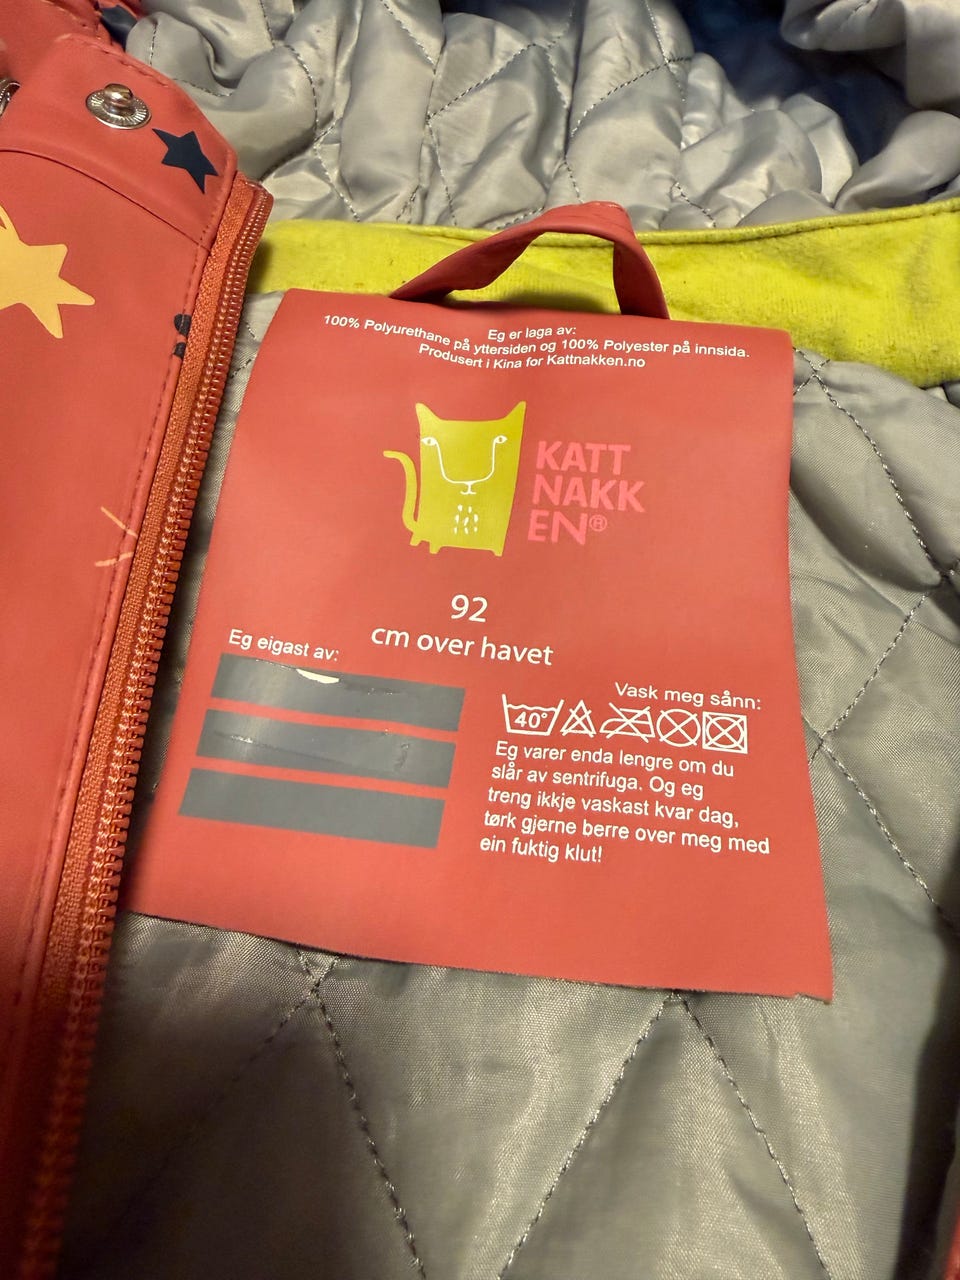 Eg er laga av:
100% Polyurethane på yttersiden og 100% Polyester på innsida.
Produsert i Kina for Kattnakken.no
KATT
NAKK
EN®
92
cm over havet
Eg eigast av:
Vask meg sånn:
40°
Eg varer enda lengre om du
slår av sentrifuga. Og eg
treng ikkje vaskast kvar dag,
tørk gjerne berre over meg med
ein fuktig klut!